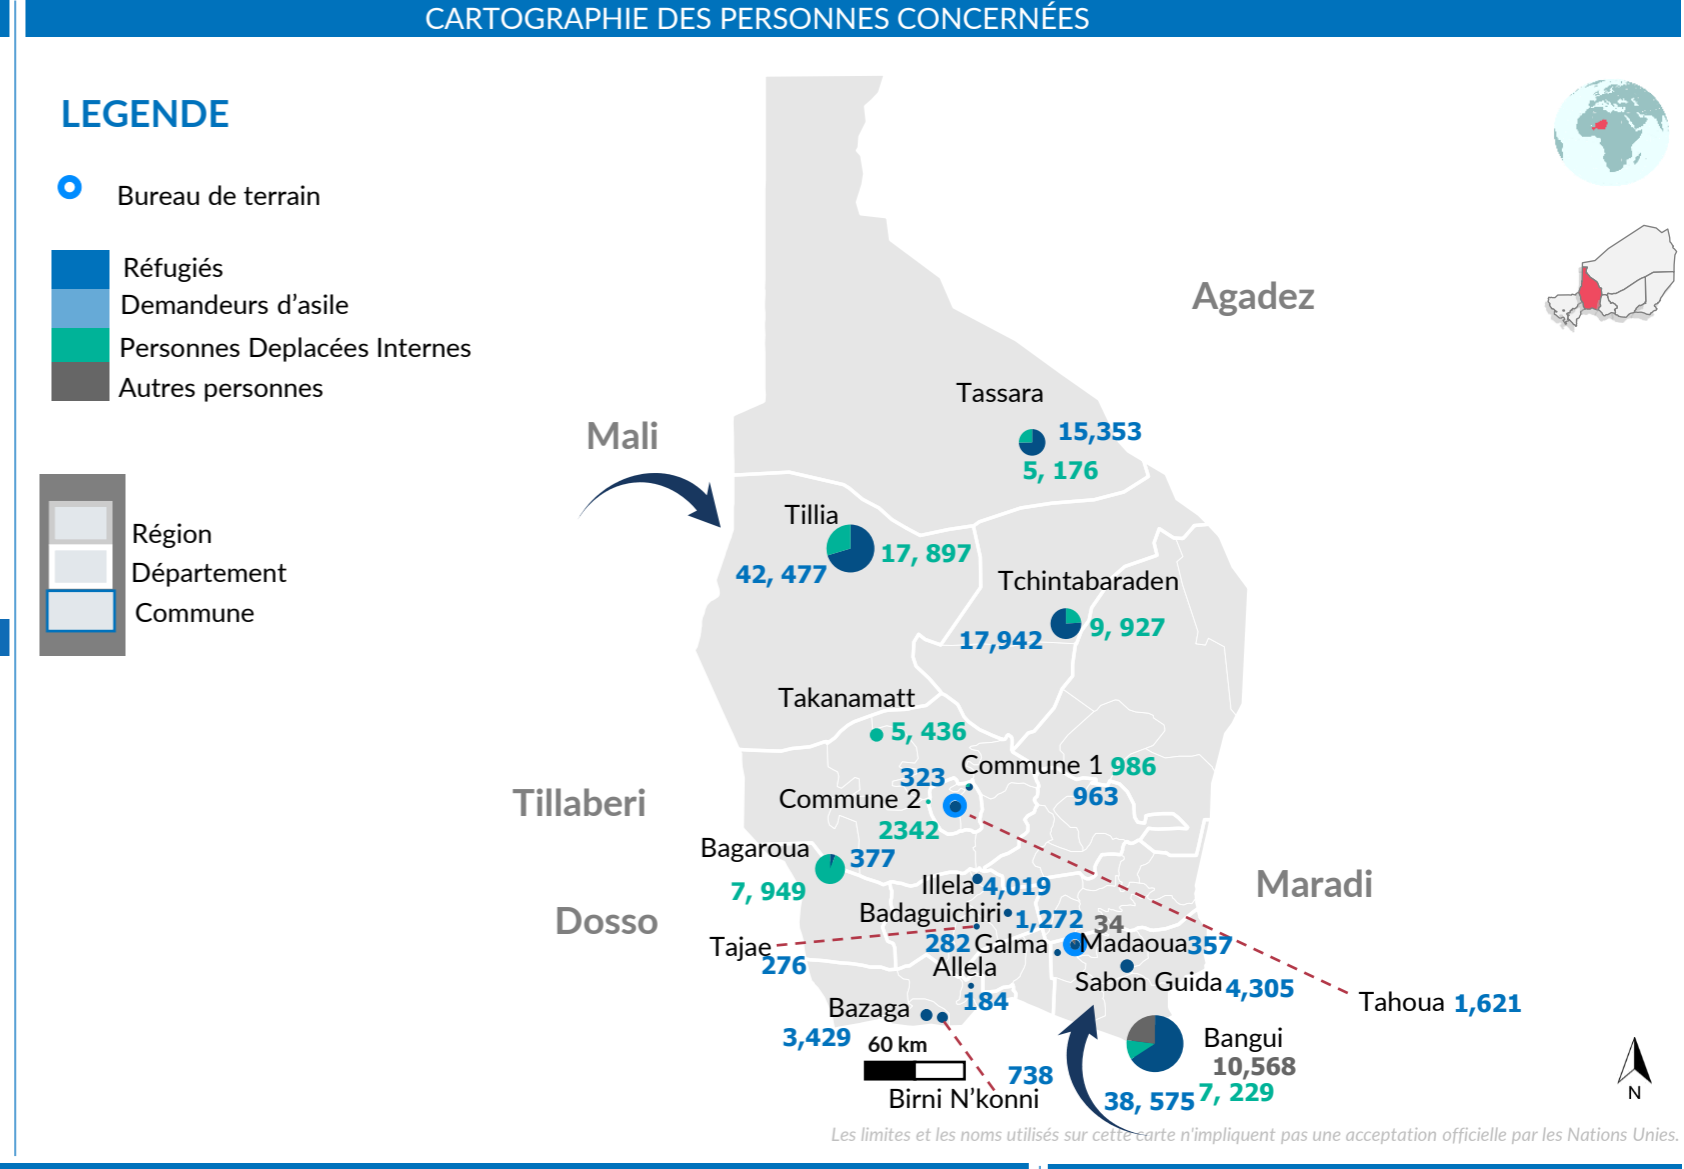 CARTOGRAPHIE DES PERSONNES CONCERNÉES
LEGENDE
Bureau de terrain
Réfugiés
Demandeurs d’asile
Personnes Deplacées Internes
Autres personnes
Région
Département
Commune
Agadez
Mali
Tassara
15,353
5, 176
Tillia
17, 897
42, 477
Tchintabaraden
9, 927
17,942
Takanamatt
5, 436
Commune 1 986
323
963
Commune 2
2342
Tillaberi
Bagaroua
377
7, 949
Illela 4,019
Maradi
Badaguichiri 1,272 34
Dosso
Tajae
276
282 Galma
Madaoua 357
Allela
184
Sabon Guida 4,305
Tahoua 1,621
Bazaga
3,429
60 km
738
Birni N’konni
Bangui
10,568
38, 575 7, 229
N
Les limites et les noms utilisés sur cette carte n'impliquent pas une acceptation officielle par les Nations Unies.